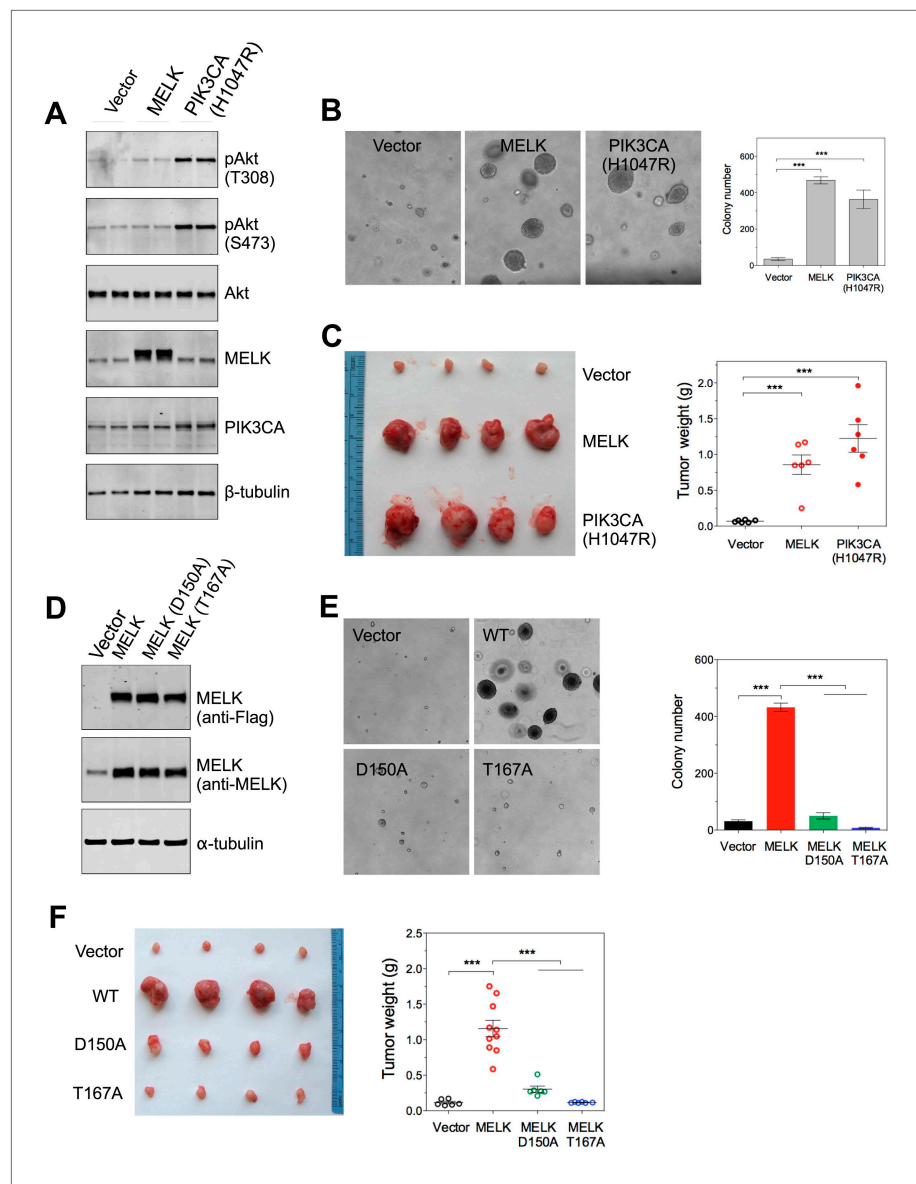 A
Vector
MELK
PIK3CA
(H1047R)
pAkt
(T308)
pAkt
(S473)
Akt
MELK
PIK3CA
β-tubulin
B
Vector
MELK
PIK3CA
(H1047R)
Colony number
600
400
200
0
***
***
Vector
MELK
PIK3CA
(H1047R)
C
Vector
MELK
PIK3CA
(H1047R)
Tumor weight (g)
2.0
1.5
1.0
0.5
0.0
***
***
Vector
MELK
PIK3CA
(H1047R)
D
Vector
MELK
MELK (D150A)
MELK (T167A)
MELK
(anti-Flag)
MELK
(anti-MELK)
α-tubulin
E
Vector
WT
D150A
T167A
Colony number
600
400
200
0
***
***
Vector
MELK
MELK
D150A
MELK
T167A
F
Vector
WT
D150A
T167A
Tumor weight (g)
2.5
2.0
1.5
1.0
0.5
0.0
***
***
Vector
MELK
MELK
D150A
MELK
T167A